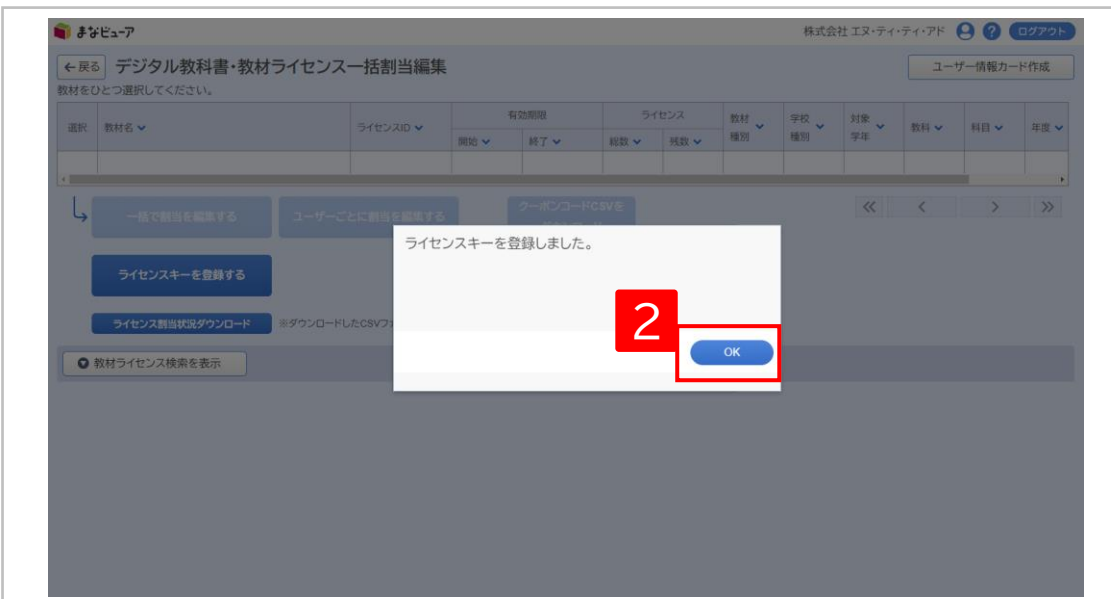 まなビューア
株式会社 エヌ・ティ・ティ・アド ? ログアウト
←戻る デジタル教科書・教材ライセンス一括割当編集 ユーザー情報カード作成
教材をひとつ選択してください。
選択 教材名 ライセンスID 有効期限 ライセンス 教材種別 学校種別 対象学年 教科 科目 年度
開始 終了 総数 残数
一括で割当を編集する ユーザーごとに割当を編集する クーポンコードCSVを
ライセンスキーを登録しました。
ライセンスキーを登録する
2
ライセンス割当状況ダウンロード ※ダウンロードしたCSVフ
OK
教材ライセンス検索を表示